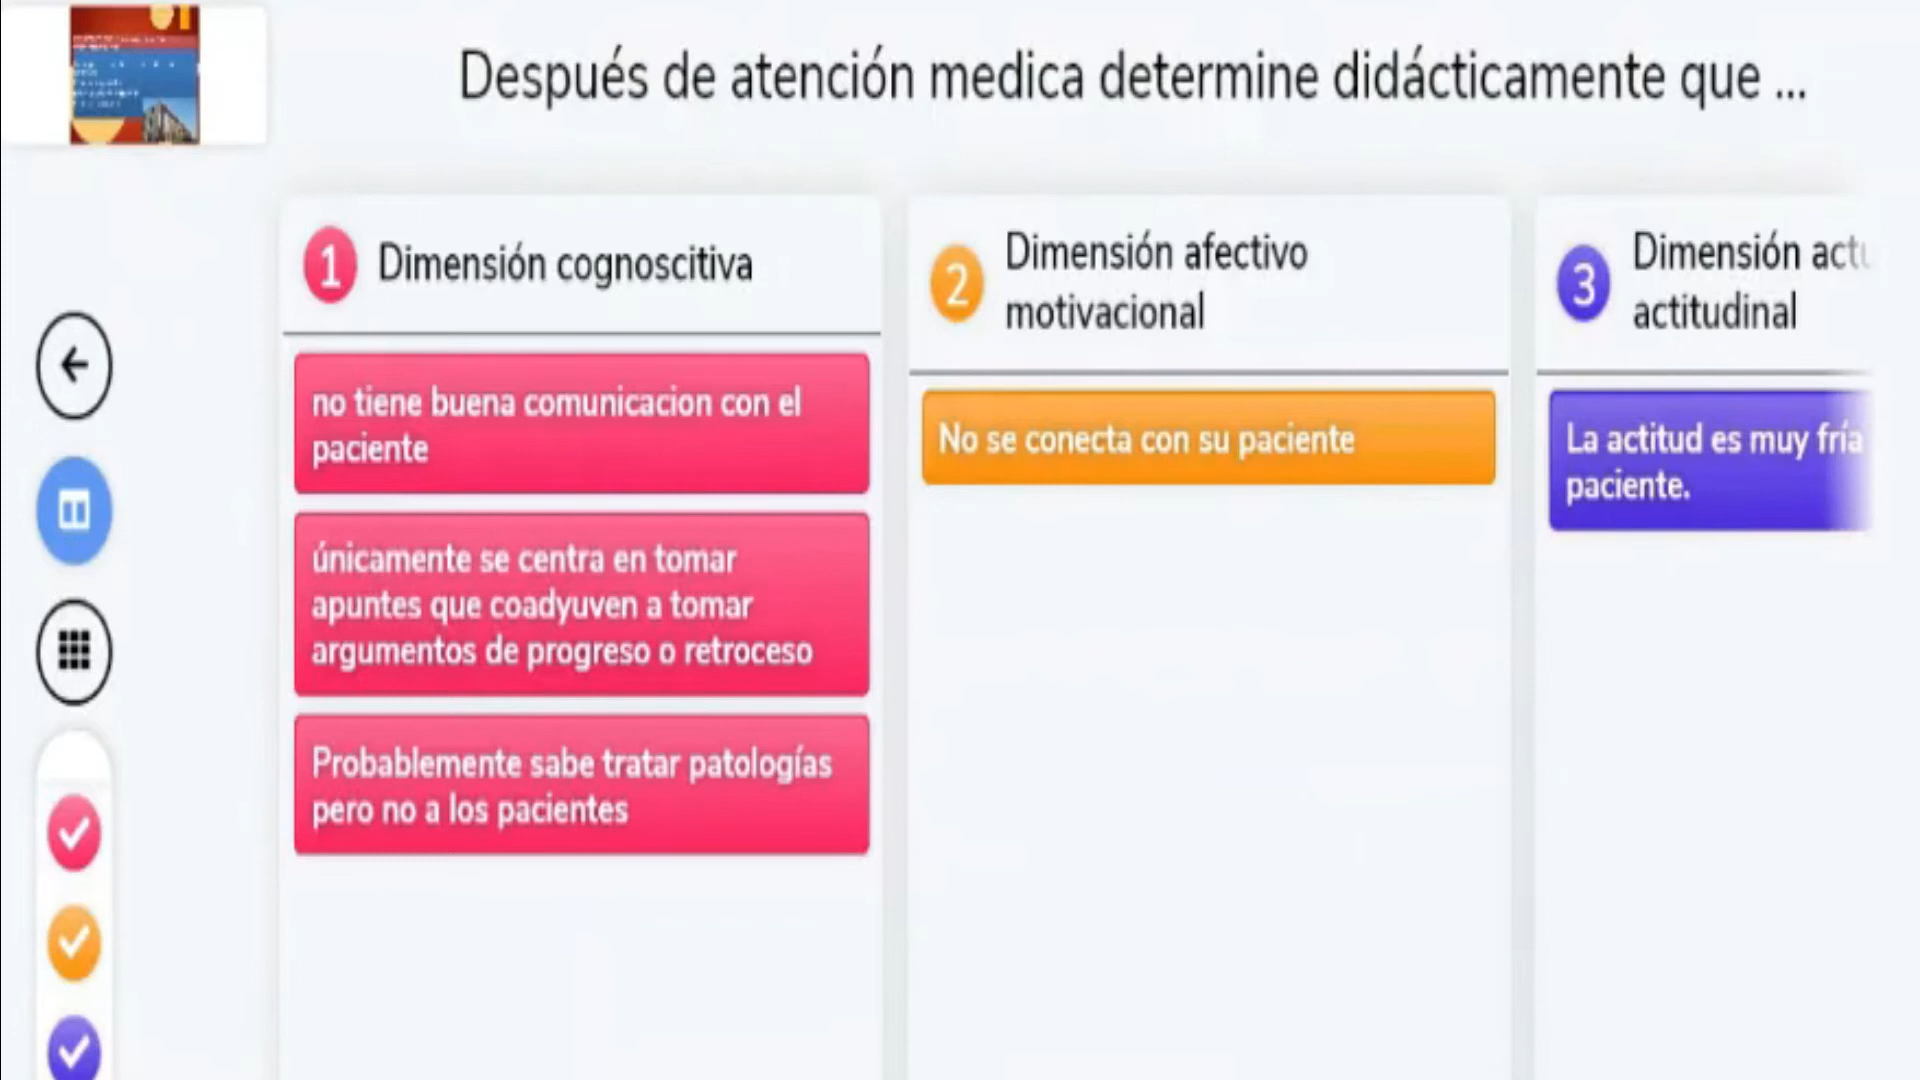 Después de atención medica determine didácticamente que ...
1 Dimensión cognoscitiva
no tiene buena comunicacion con el
paciente
únicamente se centra en tomar
apuntes que coadyuven a tomar
argumentos de progreso o retroceso
Probablemente sabe tratar patologías
pero no a los pacientes
2 Dimensión afectivo
motivacional
No se conecta con su paciente
3 Dimensión
actitudinal
La actitud es muy fría
paciente.